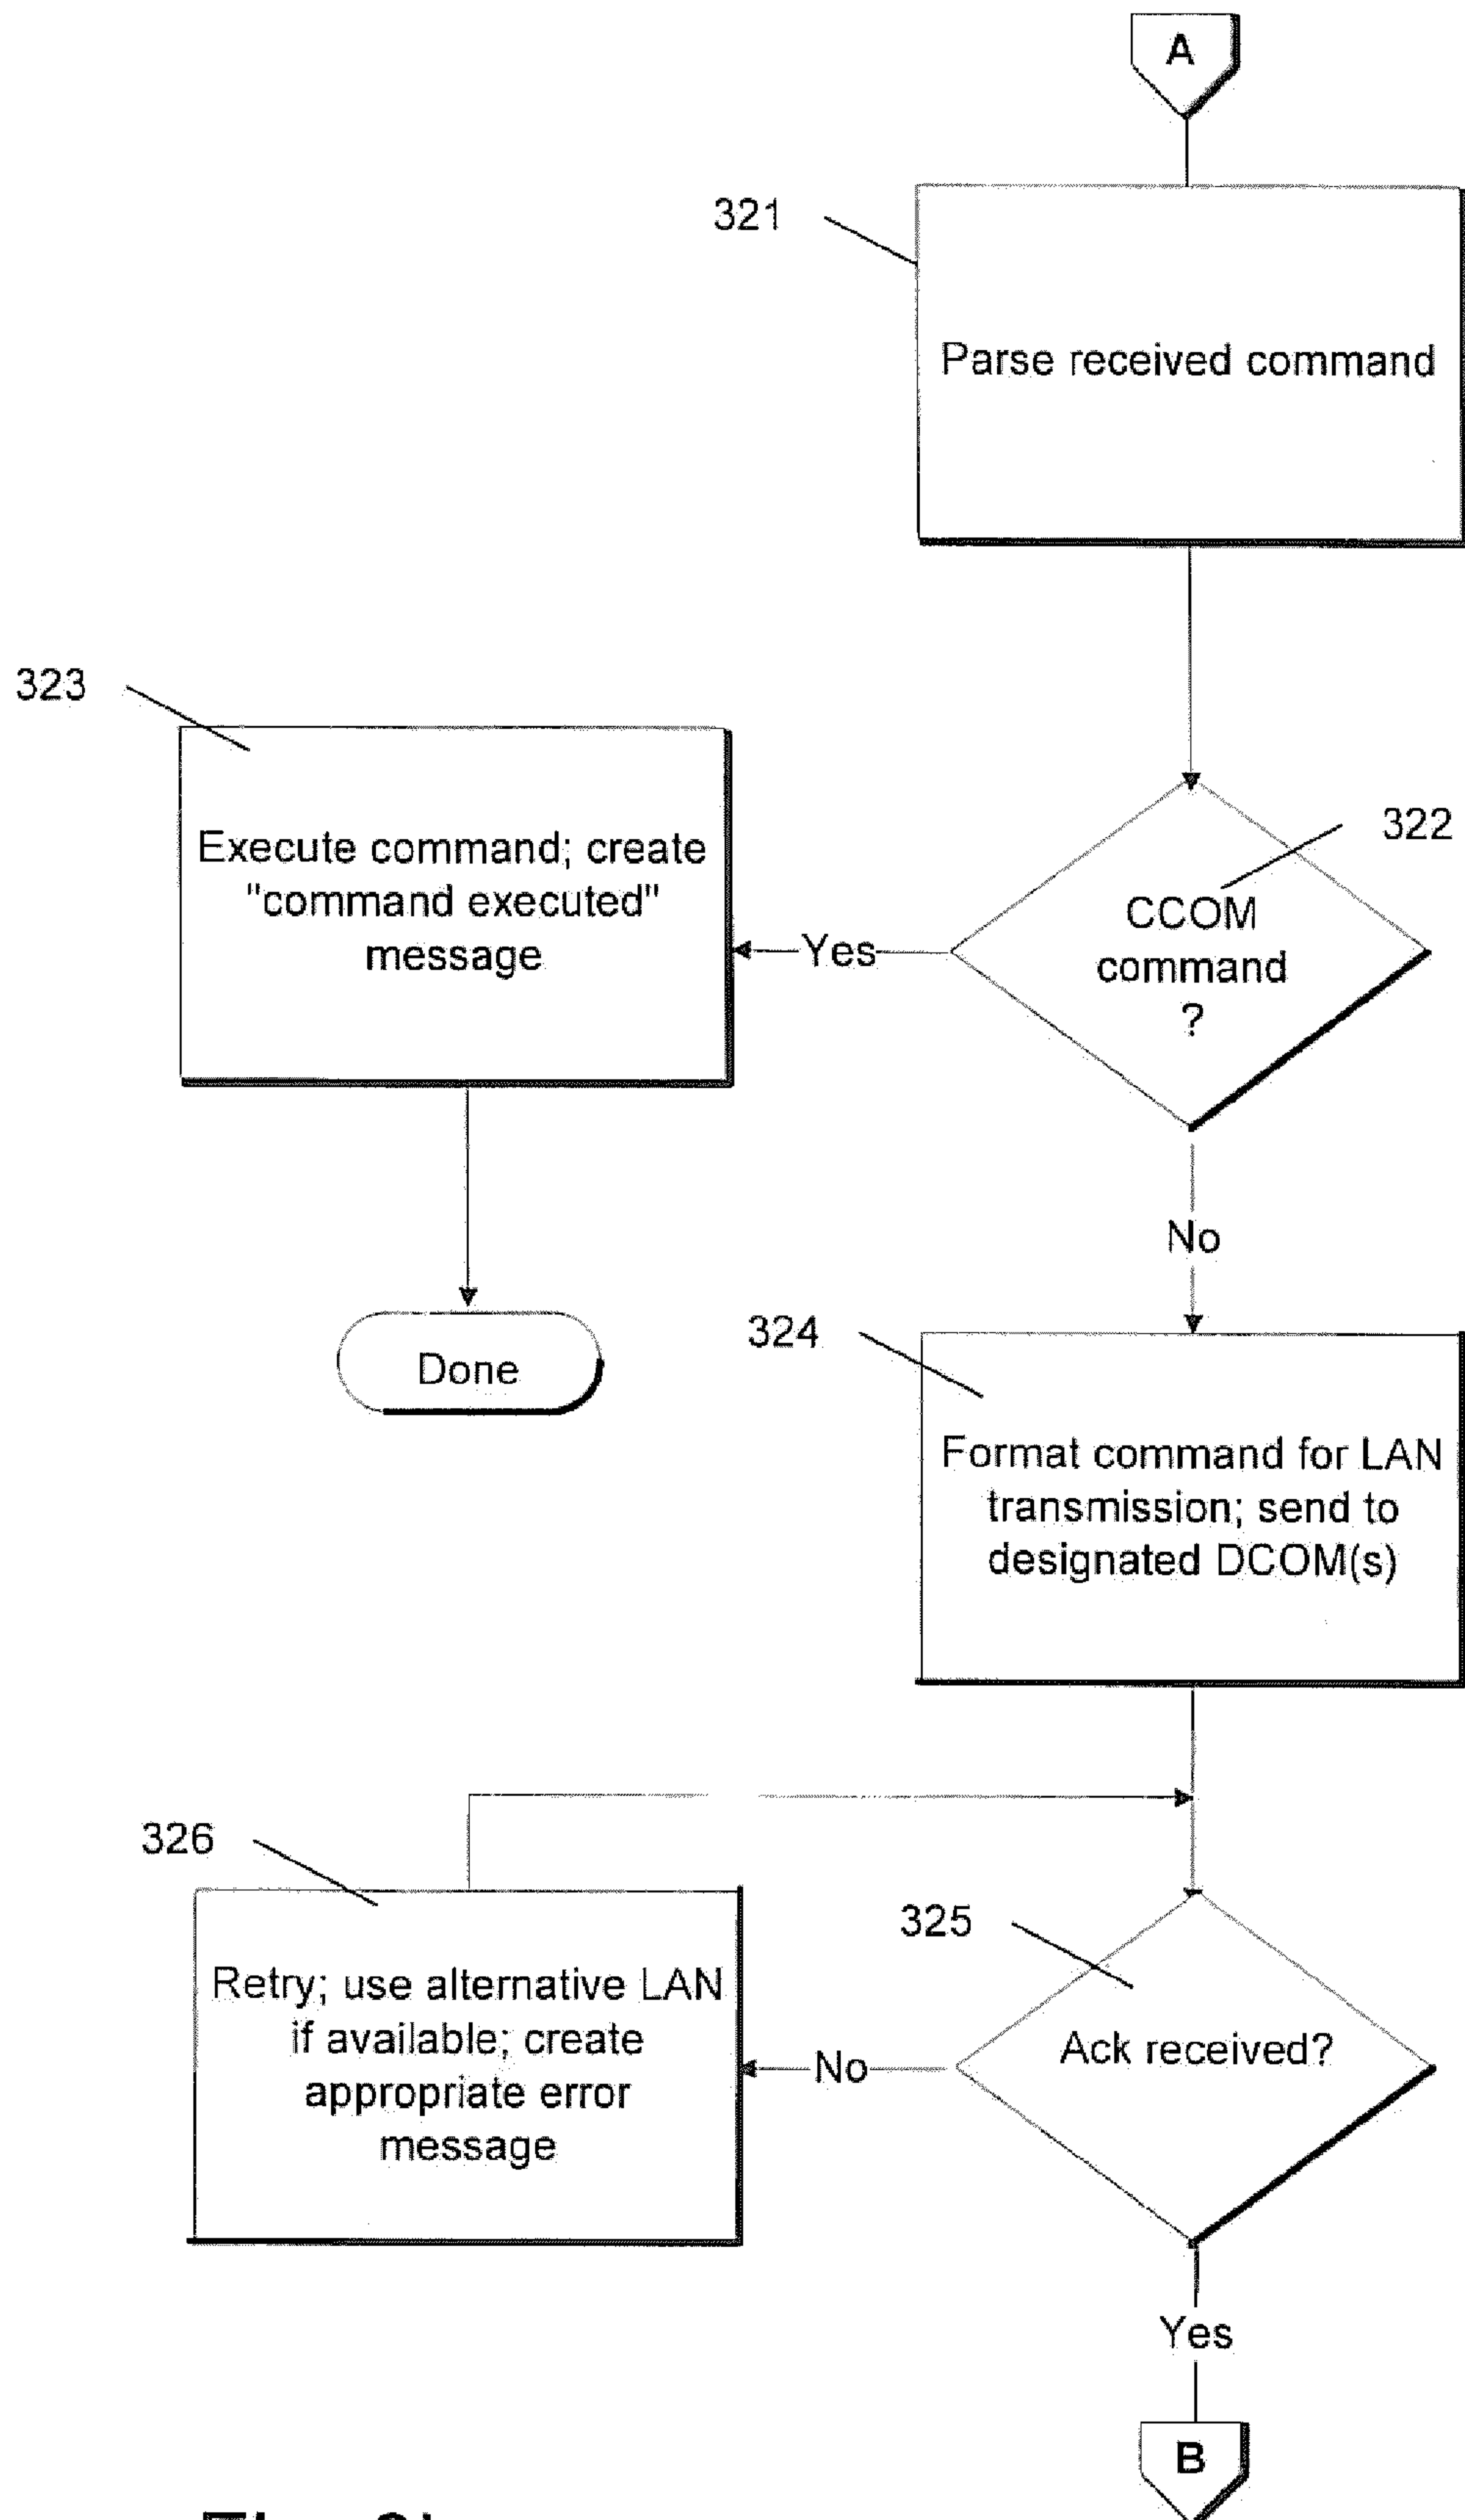 A
321
Parse received command
323
Execute command; create
"command executed"
message
322
CCOM
command
?
Yes
No
Done
324
Format command for LAN
transmission; send to
designated DCOM(s)
326
Retry; use alternative LAN
if available; create
appropriate error
message
325
Ack received?
No
Yes
B